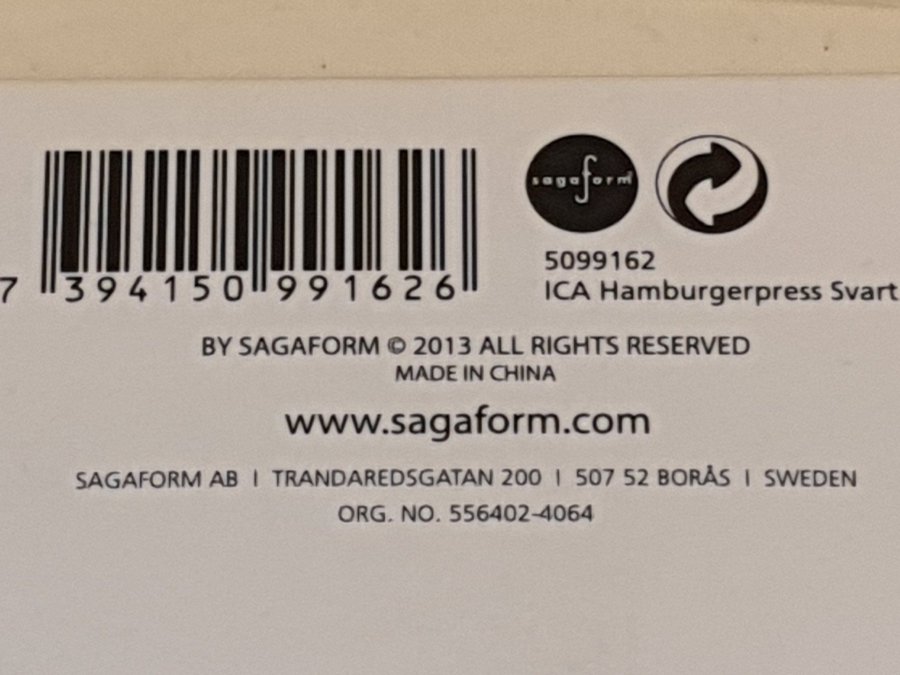 sagaform
5099162
ICA Hamburgerpress Svart
7 394150 991626
BY SAGAFORM © 2013 ALL RIGHTS RESERVED
MADE IN CHINA
www.sagaform.com
SAGAFORM AB I TRANDAREDSGATAN 200 I 507 52 BORÅS I SWEDEN
ORG. NO. 556402-4064